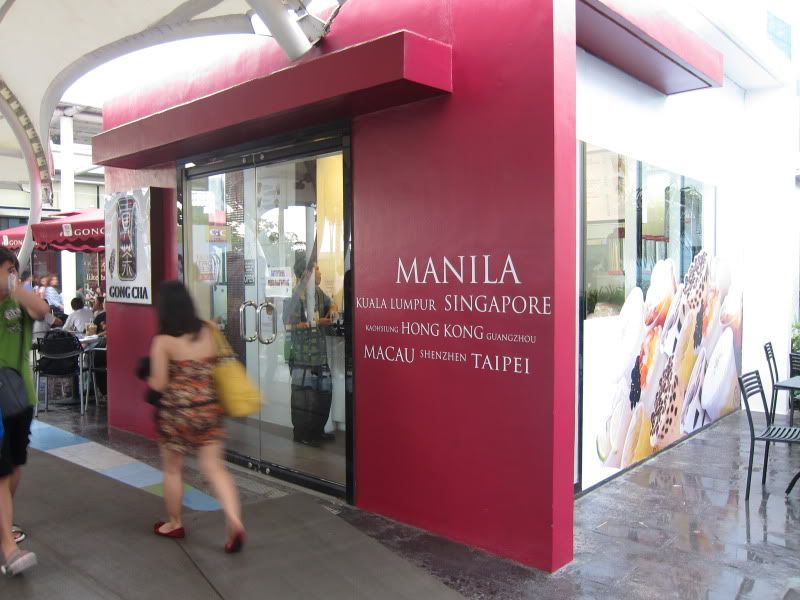 GONG
GONG CHA
MANILA
KUALA LUMPUR SINGAPORE
KAOHSIUNG HONG KONG GUANGZHOU
MACAU SHENZHEN TAIPEI